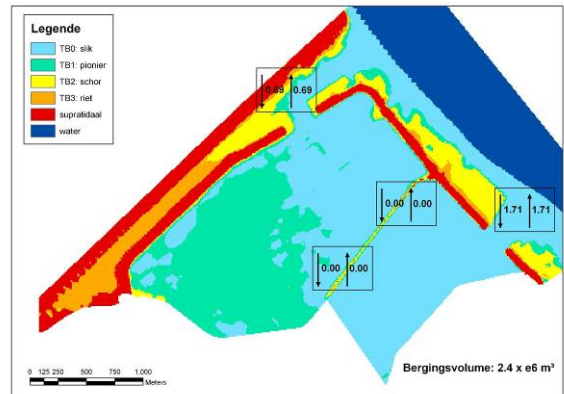 Legende
TB0: slik
TB1: pionier
TB2: schor
TB3: riet
supratidaal
water
0.69 0.69
0.00 0.00
1.71 1.71
0.00 0.00
Bergingsvolume: 2.4 x e6 m³
0 125 250 500 750 1.000
Meters